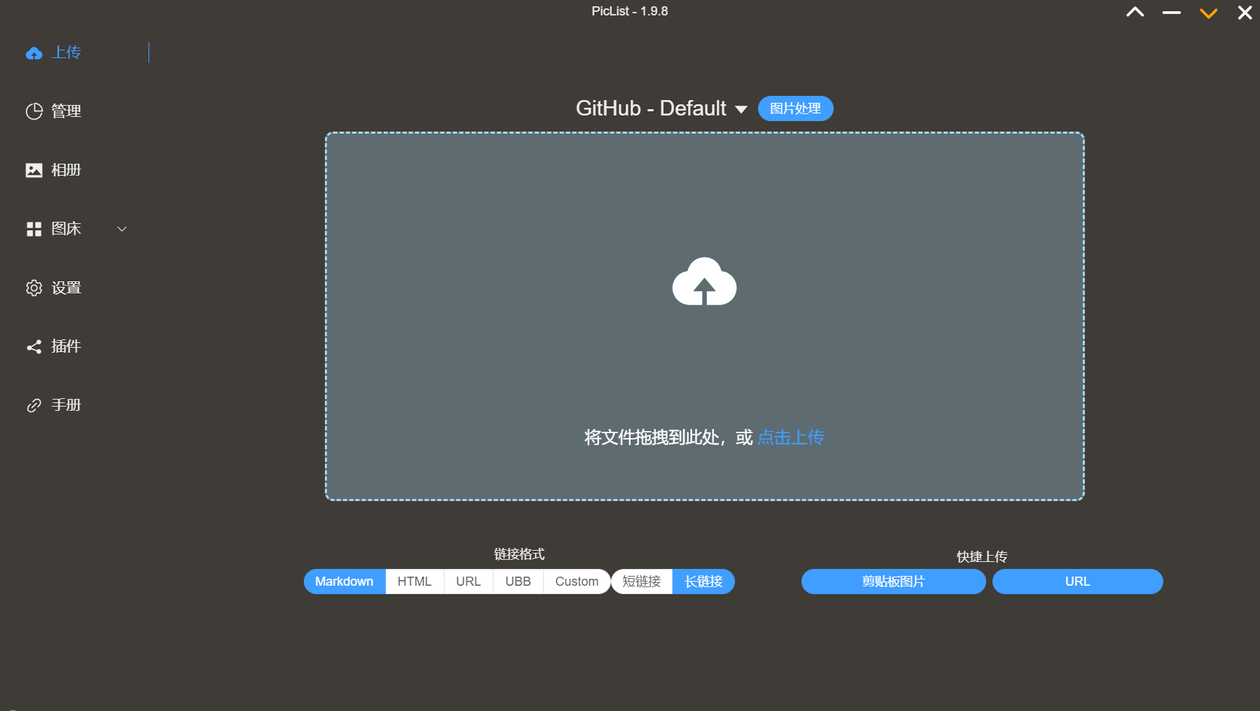 PicList - 1.9.8
上传
管理
相册
图床
设置
插件
手册
GitHub - Default
图片处理
将文件拖拽到此处，或 点击上传
链接格式
Markdown HTML URL UBB Custom 短链接 长链接
快捷上传
剪贴板图片 URL